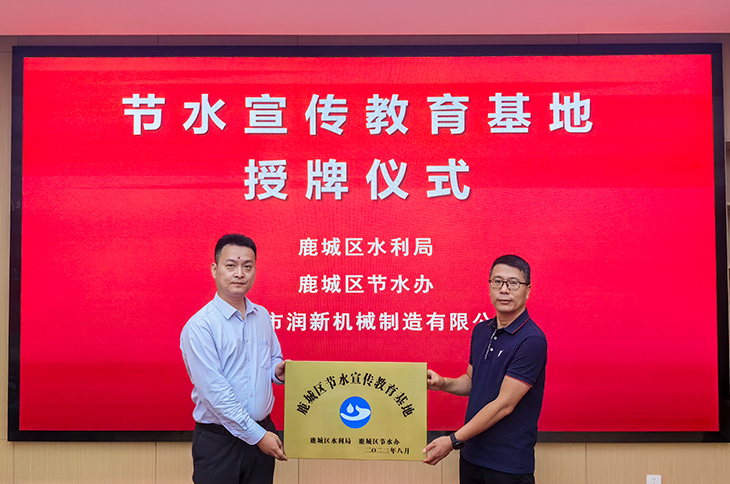 节水宣传教育基地
授牌仪式
鹿城区水利局
鹿城区节水办
市润新机械制造有限公
鹿城区节水宣传教育基地
鹿城区水利局 鹿城区节水办
二〇二三年八月